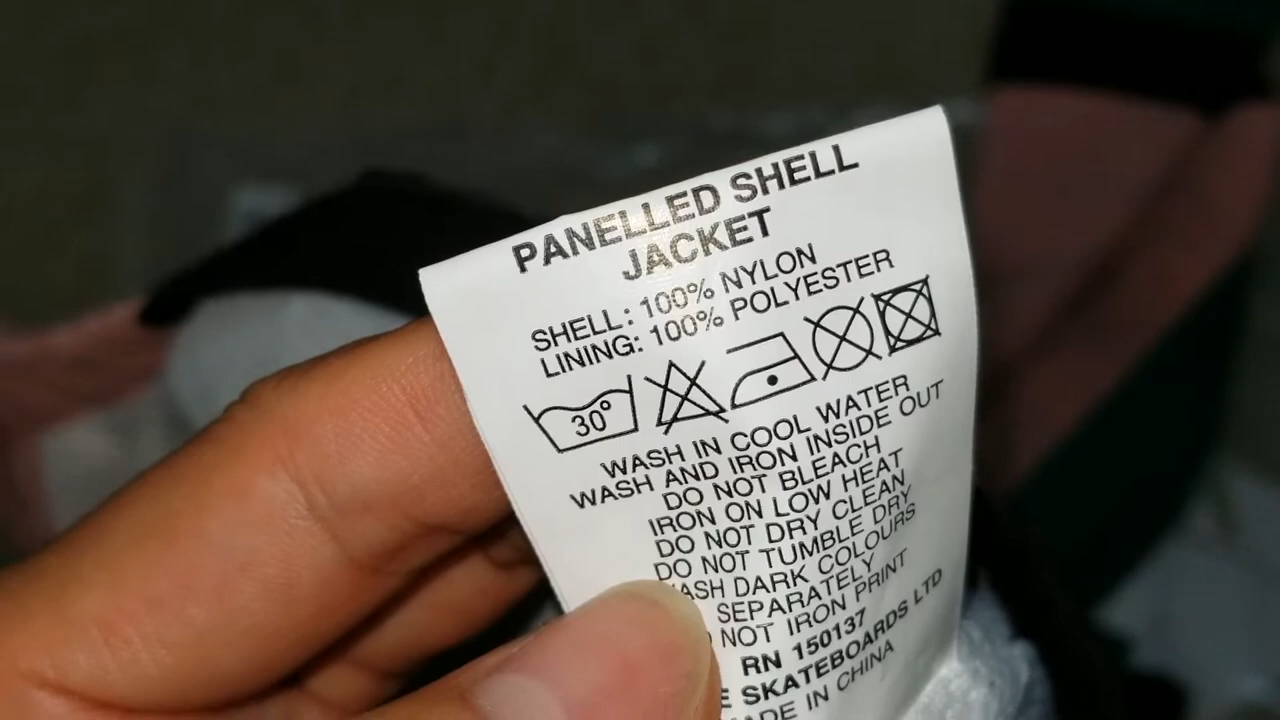 PANELLED SHELL
JACKET
SHELL: 100% NYLON
LINING: 100% POLYESTER
30°
WASH IN COOL WATER
WASH AND IRON INSIDE OUT
DO NOT BLEACH
IRON ON LOW HEAT
DO NOT DRY CLEAN
DO NOT TUMBLE DRY
WASH DARK COLOURS
SEPARATELY
NOT IRON PRINT
RN 150137
SKATEBOARDS LTD
MADE IN CHINA